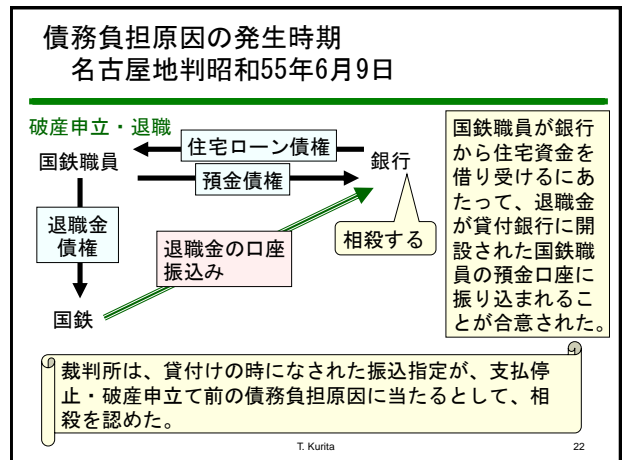 債務負担原因の発生時期
名古屋地判昭和55年6月9日
破産申立・退職
国鉄職員
住宅ローン債権
預金債権
銀行
退職金
債権
退職金の口座
振込み
相殺する
国鉄
国鉄職員が銀行
から住宅資金を
借り受けるにあ
たって、退職金
が貸付銀行に開
設された国鉄職
員の預金口座に
振り込まれるこ
とが合意された。
裁判所は、貸付けの時になされた振込指定が、支払停
止・破産申立て前の債務負担原因に当たるとして、相
殺を認めた。
T. Kurita
22